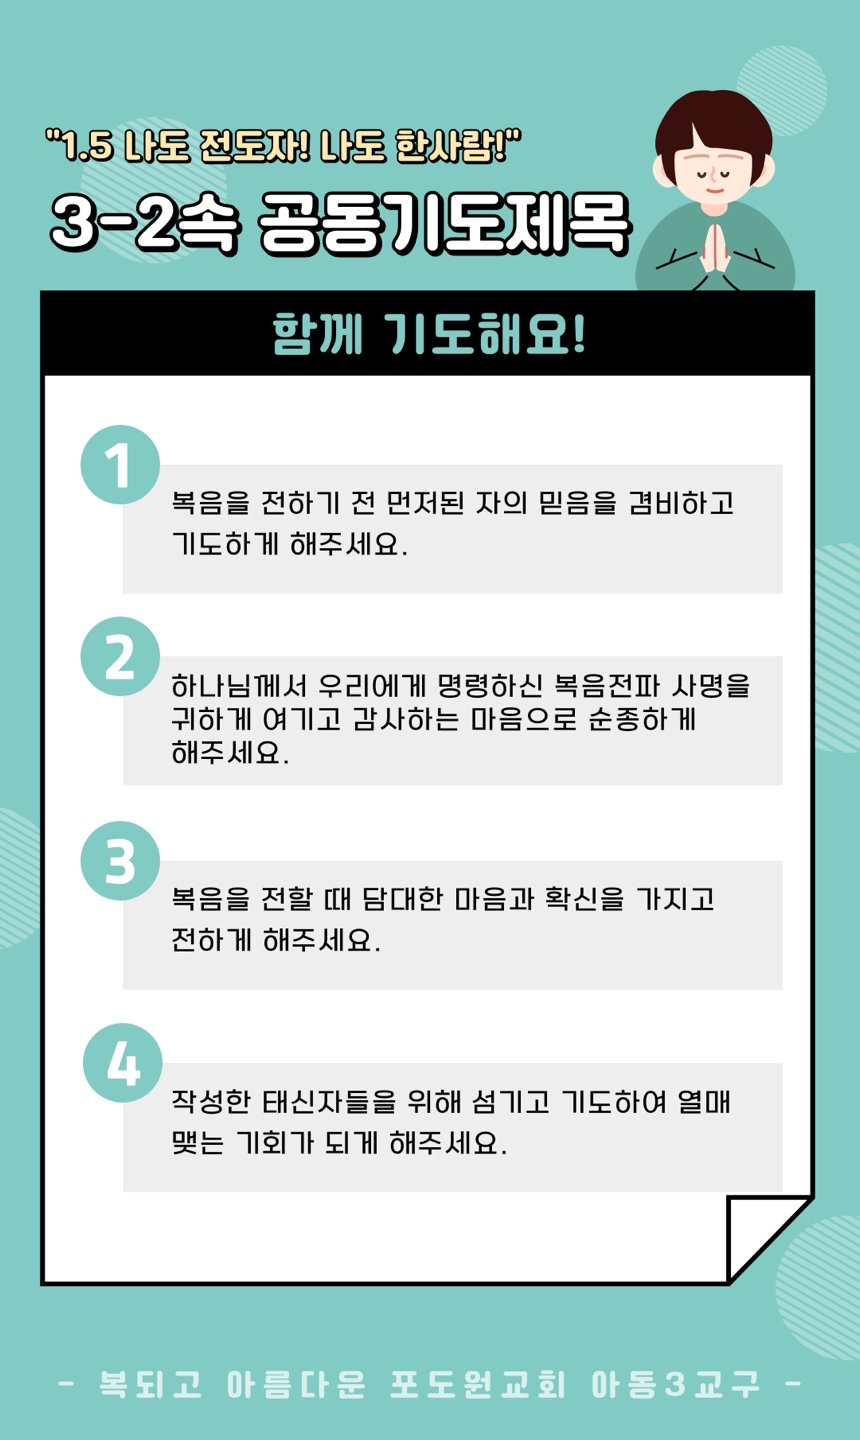 "1.5 나도 전도자! 나도 한사람!"
3-2속 공동기도제목
함께 기도해요!
1
복음을 전하기 전 먼저된 자의 믿음을 겸비하고
기도하게 해주세요.
2
하나님께서 우리에게 명령하신 복음전파 사명을
귀하게 여기고 감사하는 마음으로 순종하게
해주세요.
3
복음을 전할 때 담대한 마음과 확신을 가지고
전하게 해주세요.
4
작성한 태신자들을 위해 섬기고 기도하여 열매
맺는 기회가 되게 해주세요.
- 복되고 아름다운 포도원교회 아동3교구 -